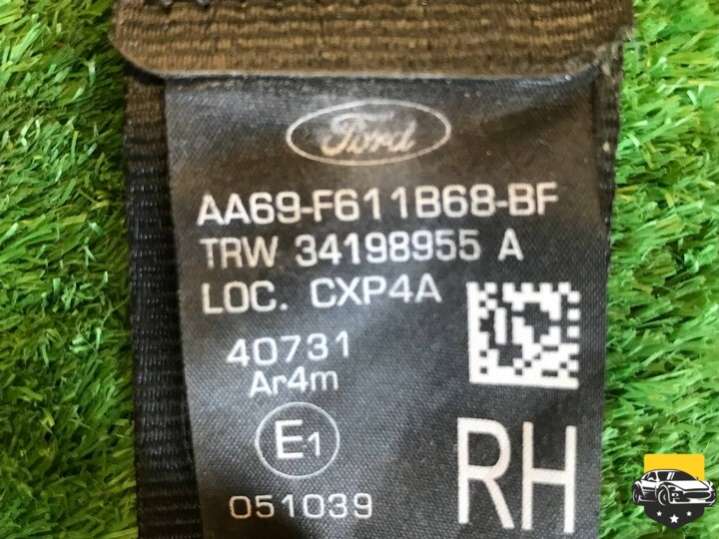 Ford
AA69-F611B68-BF
TRW 34198955 A
LOC. CXP4A
40731
Ar4m
E1
051039
RH